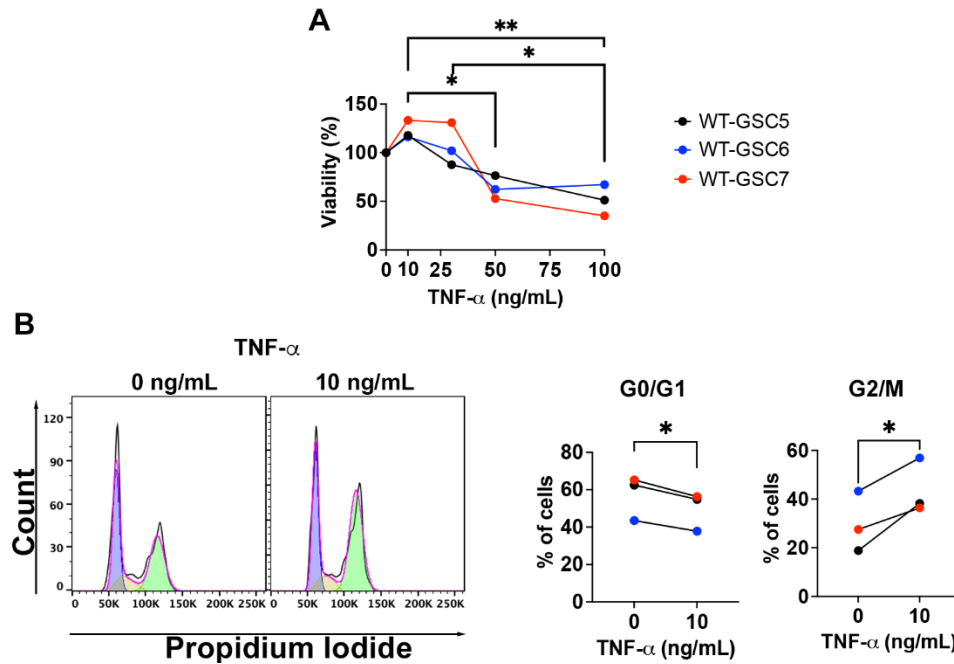 A
**
*
*
150
100
50
0
Viability (%)
0 10 25 50 75 100
TNF-α (ng/mL)
WT-GSC5
WT-GSC6
WT-GSC7
B
TNF-α
0 ng/mL 10 ng/mL
120
90
60
30
0
Count
0 50K 100K 150K 200K 250K 0 50K 100K 150K 200K 250K
Propidium Iodide
G0/G1
*
80
60
40
20
0
% of cells
0 10
TNF-α (ng/mL)
G2/M
*
60
40
20
0
% of cells
0 10
TNF-α (ng/mL)